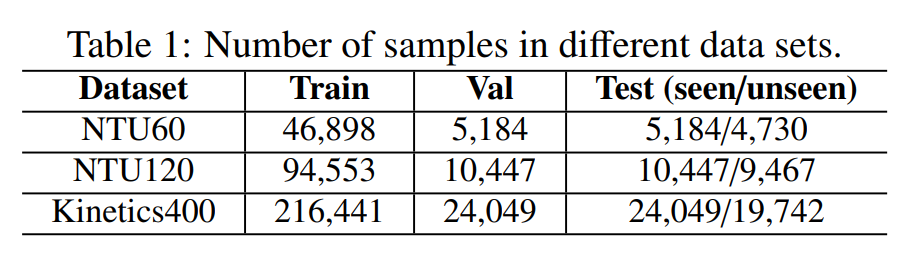 Table 1: Number of samples in different data sets.
Dataset Train Val Test (seen/unseen)
NTU60 46,898 5,184 5,184/4,730
NTU120 94,553 10,447 10,447/9,467
Kinetics400 216,441 24,049 24,049/19,742